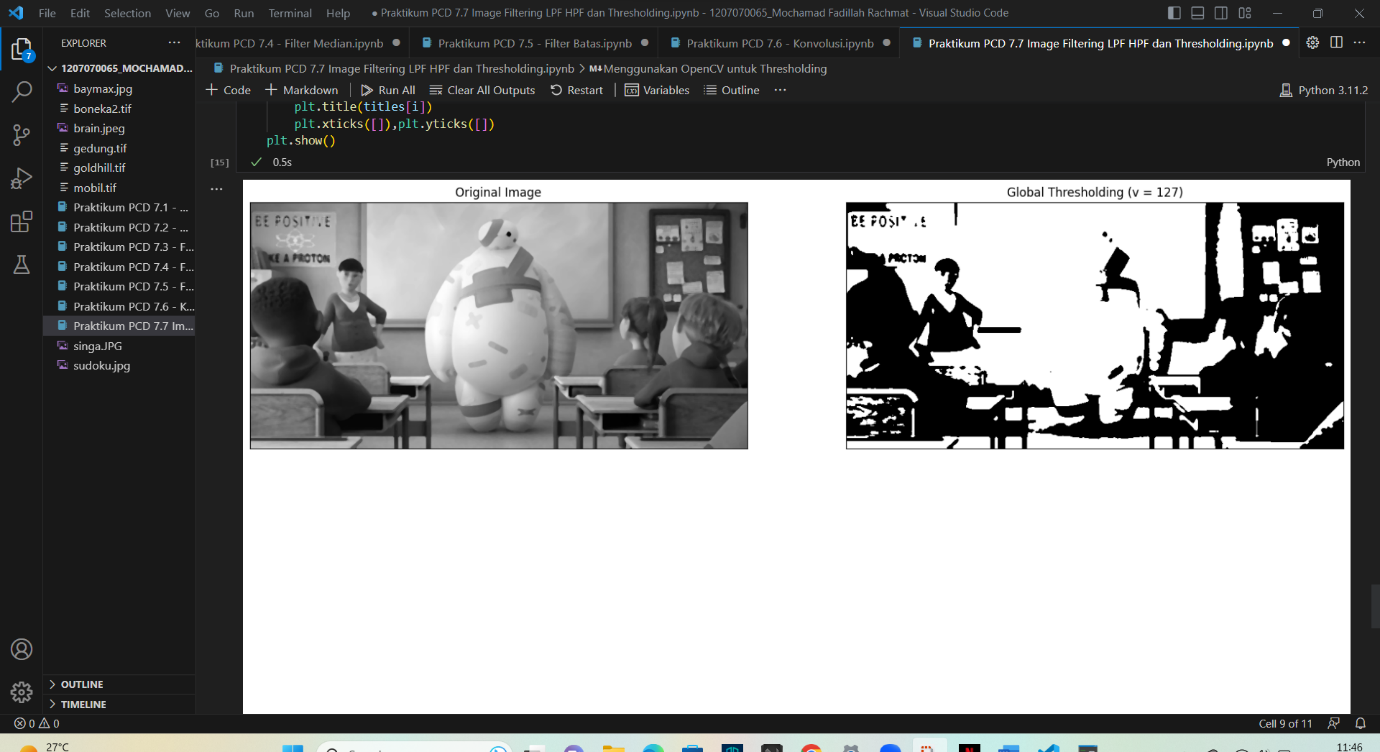 File Edit Selection View Go Run Terminal Help
● Praktikum PCD 7.7 Image Filtering LPF HPF dan Thresholding.ipynb - 1207070065_Mochamad Fadillah Rachmat - Visual Studio Code
EXPLORER ···
ktikum PCD 7.4 - Filter Median.ipynb ●
Praktikum PCD 7.5 - Filter Batas.ipynb ●
Praktikum PCD 7.6 - Konvolusi.ipynb ●
Praktikum PCD 7.7 Image Filtering LPF HPF dan Thresholding.ipynb ●
7
1207070065_MOCHAMAD...
baymax.jpg
boneka2.tif
brain.jpeg
gedung.tif
goldhill.tif
mobil.tif
Praktikum PCD 7.1 - ...
Praktikum PCD 7.2 - ...
Praktikum PCD 7.3 - F...
Praktikum PCD 7.4 - F...
Praktikum PCD 7.5 - F...
Praktikum PCD 7.6 - K...
Praktikum PCD 7.7 Im...
singa.JPG
sudoku.jpg
OUTLINE
TIMELINE
Praktikum PCD 7.7 Image Filtering LPF HPF dan Thresholding.ipynb > M↓Menggunakan OpenCV untuk Thresholding
+ Code + Markdown Run All Clear All Outputs Restart Variables Outline ···
Python 3.11.2
plt.title(titles[i])
plt.xticks([]),plt.yticks([])
plt.show()
[15] 0.5s
Python
Original Image
BE POSITIVE
KE A PROTON
Global Thresholding (v = 127)
0 0
Cell 9 of 11
27°C
11:46